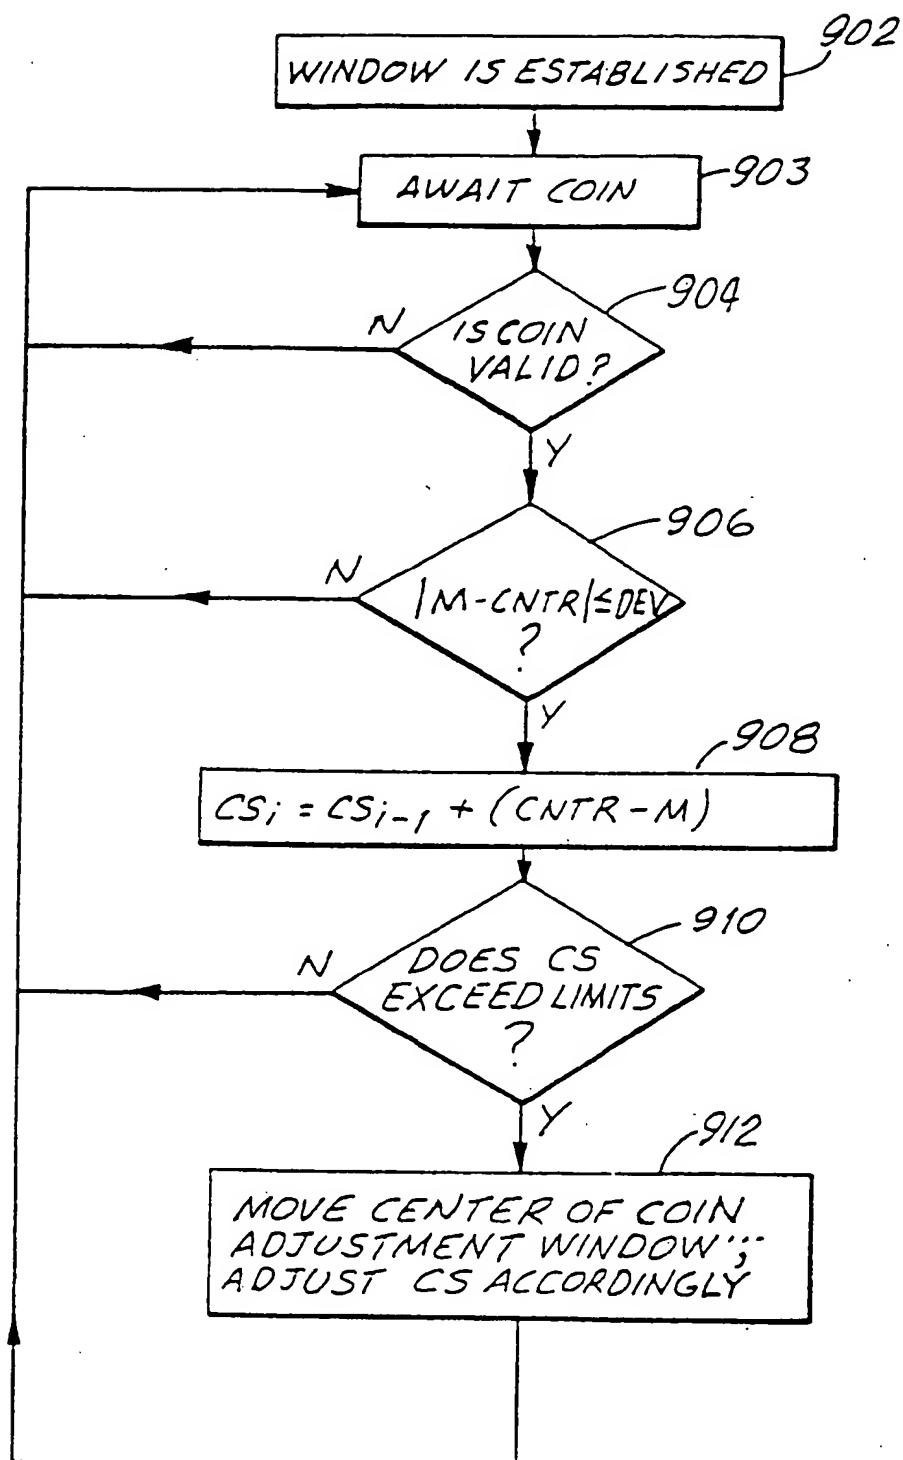 902
WINDOW IS ESTABLISHED
903
AWAIT COIN
904
N
IS COIN
VALID?
Y
906
N
|M-CNTR|≤DEV
?
Y
908
CSi = CSi-1 + (CNTR-M)
910
N
DOES CS
EXCEED LIMITS
?
Y
912
MOVE CENTER OF COIN
ADJUSTMENT WINDOW;
ADJUST CS ACCORDINGLY